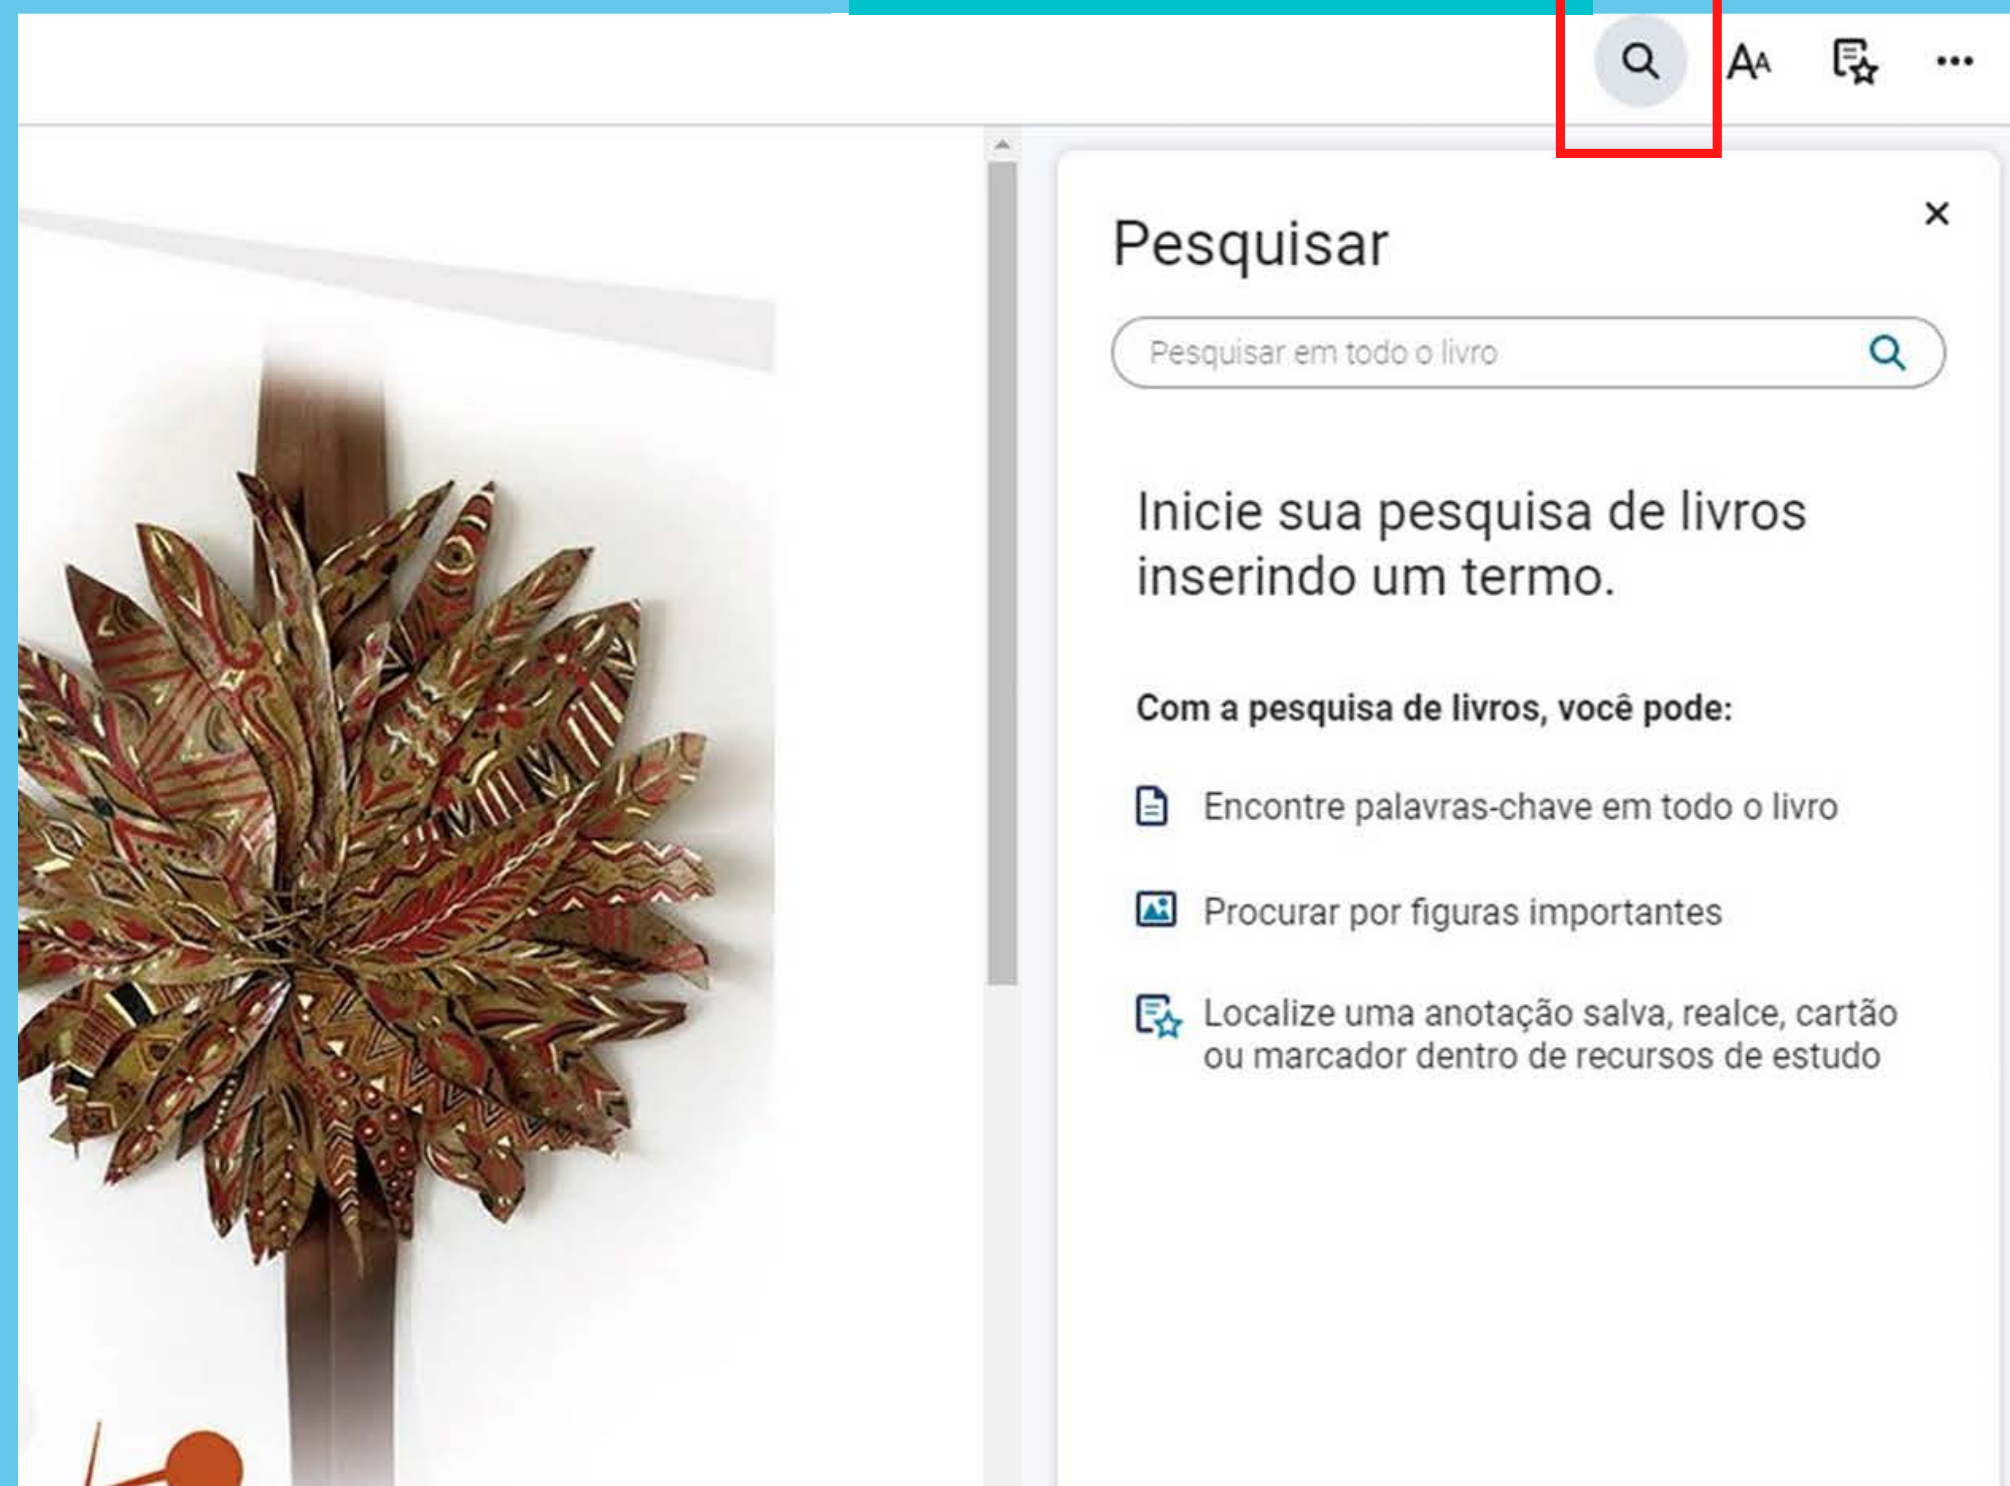 AA
Pesquisar
Pesquisar em todo o livro
Inicie sua pesquisa de livros
inserindo um termo.
Com a pesquisa de livros, você pode:
Encontre palavras-chave em todo o livro
Procurar por figuras importantes
Localize uma anotação salva, realce, cartão
ou marcador dentro de recursos de estudo